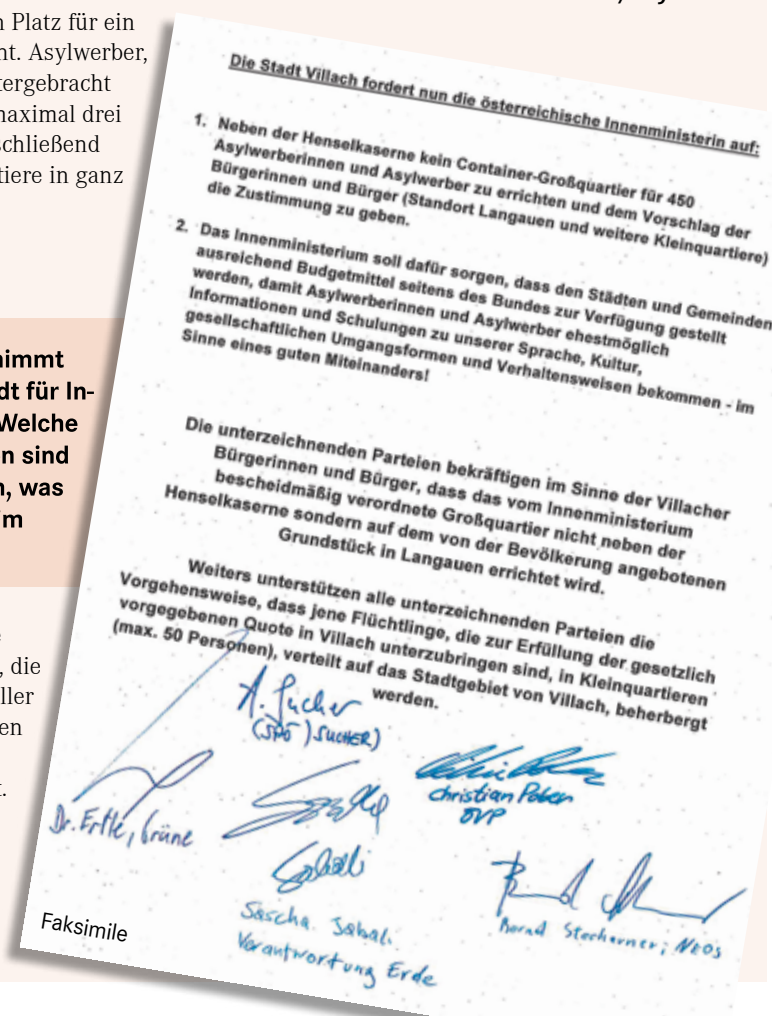 n Platz für ein
nt. Asylwerber,
tergebracht
maximal drei
schließend
tiere in ganz
nimmt
dt für In-
Welche
n sind
n, was
im
, die
ller
en
t.
Die Stadt Villach fordert nun die österreichische Innenministerin auf:
1. Neben der Henselkaserne kein Container-Großquartier für 450
Asylwerberinnen und Asylwerber zu errichten und dem Vorschlag der
Bürgerinnen und Bürger (Standort Langauen und weitere Kleinquartiere)
die Zustimmung zu geben.
2. Das Innenministerium soll dafür sorgen, dass den Städten und Gemeinden
ausreichend Budgetmittel seitens des Bundes zur Verfügung gestellt
werden, damit Asylwerberinnen und Asylwerber ehestmöglich
Informationen und Schulungen zu unserer Sprache, Kultur,
gesellschaftlichen Umgangsformen und Verhaltensweisen bekommen - im
Sinne eines guten Miteinanders!
Die unterzeichnenden Parteien bekräftigen im Sinne der Villacher
Bürgerinnen und Bürger, dass das vom Innenministerium
bescheidmäßig verordnete Großquartier nicht neben der
Henselkaserne sondern auf dem von der Bevölkerung angebotenen
Grundstück in Langauen errichtet wird.
Weiters unterstützen alle unterzeichnenden Parteien die
Vorgehensweise, dass jene Flüchtlinge, die zur Erfüllung der gesetzlich
vorgegebenen Quote in Villach unterzubringen sind, in Kleinquartieren
(max. 50 Personen), verteilt auf das Stadtgebiet von Villach, beherbergt
werden.
A. Sucher
(SPÖ) SUCHER)
Christian Pober
ÖVP
Dr. Ertle, Grüne
Sascha Jabali
Verantwortung Erde
Bernd Stechauner, NEOS
Faksimile